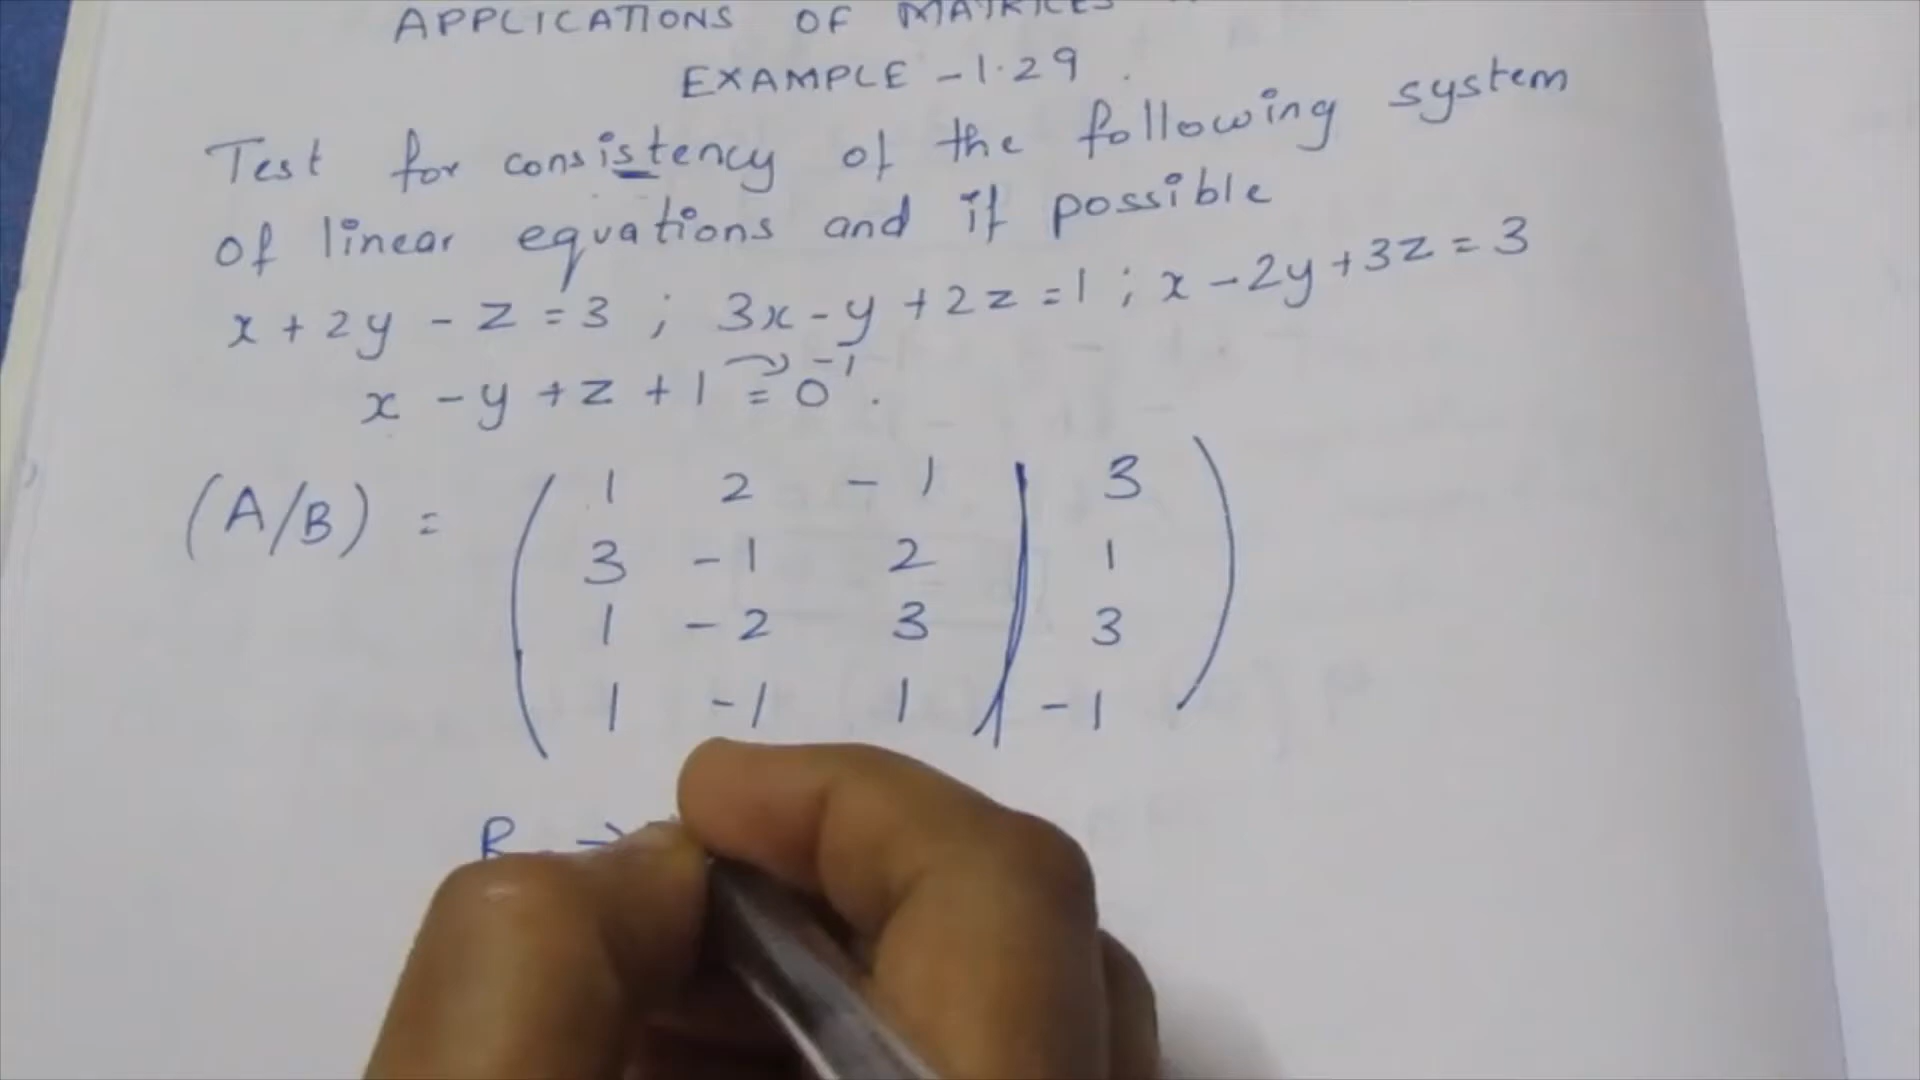 APPLICATIONS OF MATRICES
EXAMPLE - 1.29.
Test for consistency of the following system
of linear equations and if possible
x + 2y - z = 3 ; 3x - y + 2z = 1 ; x - 2y + 3z = 3
x - y + z + 1 = 0 -1.
(A/B) = ( 1 2 -1 | 3
3 -1 2 | 1
1 -2 3 | 3
1 -1 1 | -1 )
R →